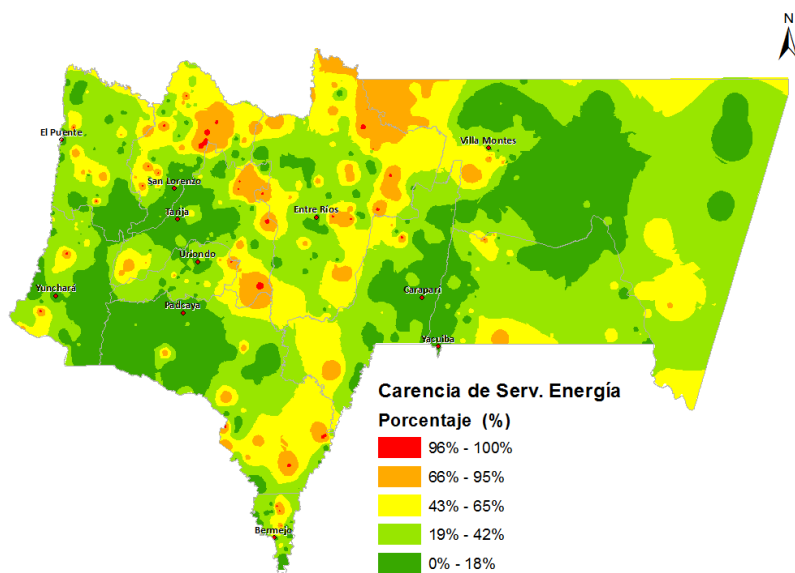 N
El Puente
Villa Montes
San Lorenzo
Tarija
Entre Ríos
Uriondo
Yunchará
Caraparí
Padcaya
Yacuiba
Carencia de Serv. Energía
Porcentaje (%)
96% - 100%
66% - 95%
43% - 65%
19% - 42%
Bermejo
0% - 18%